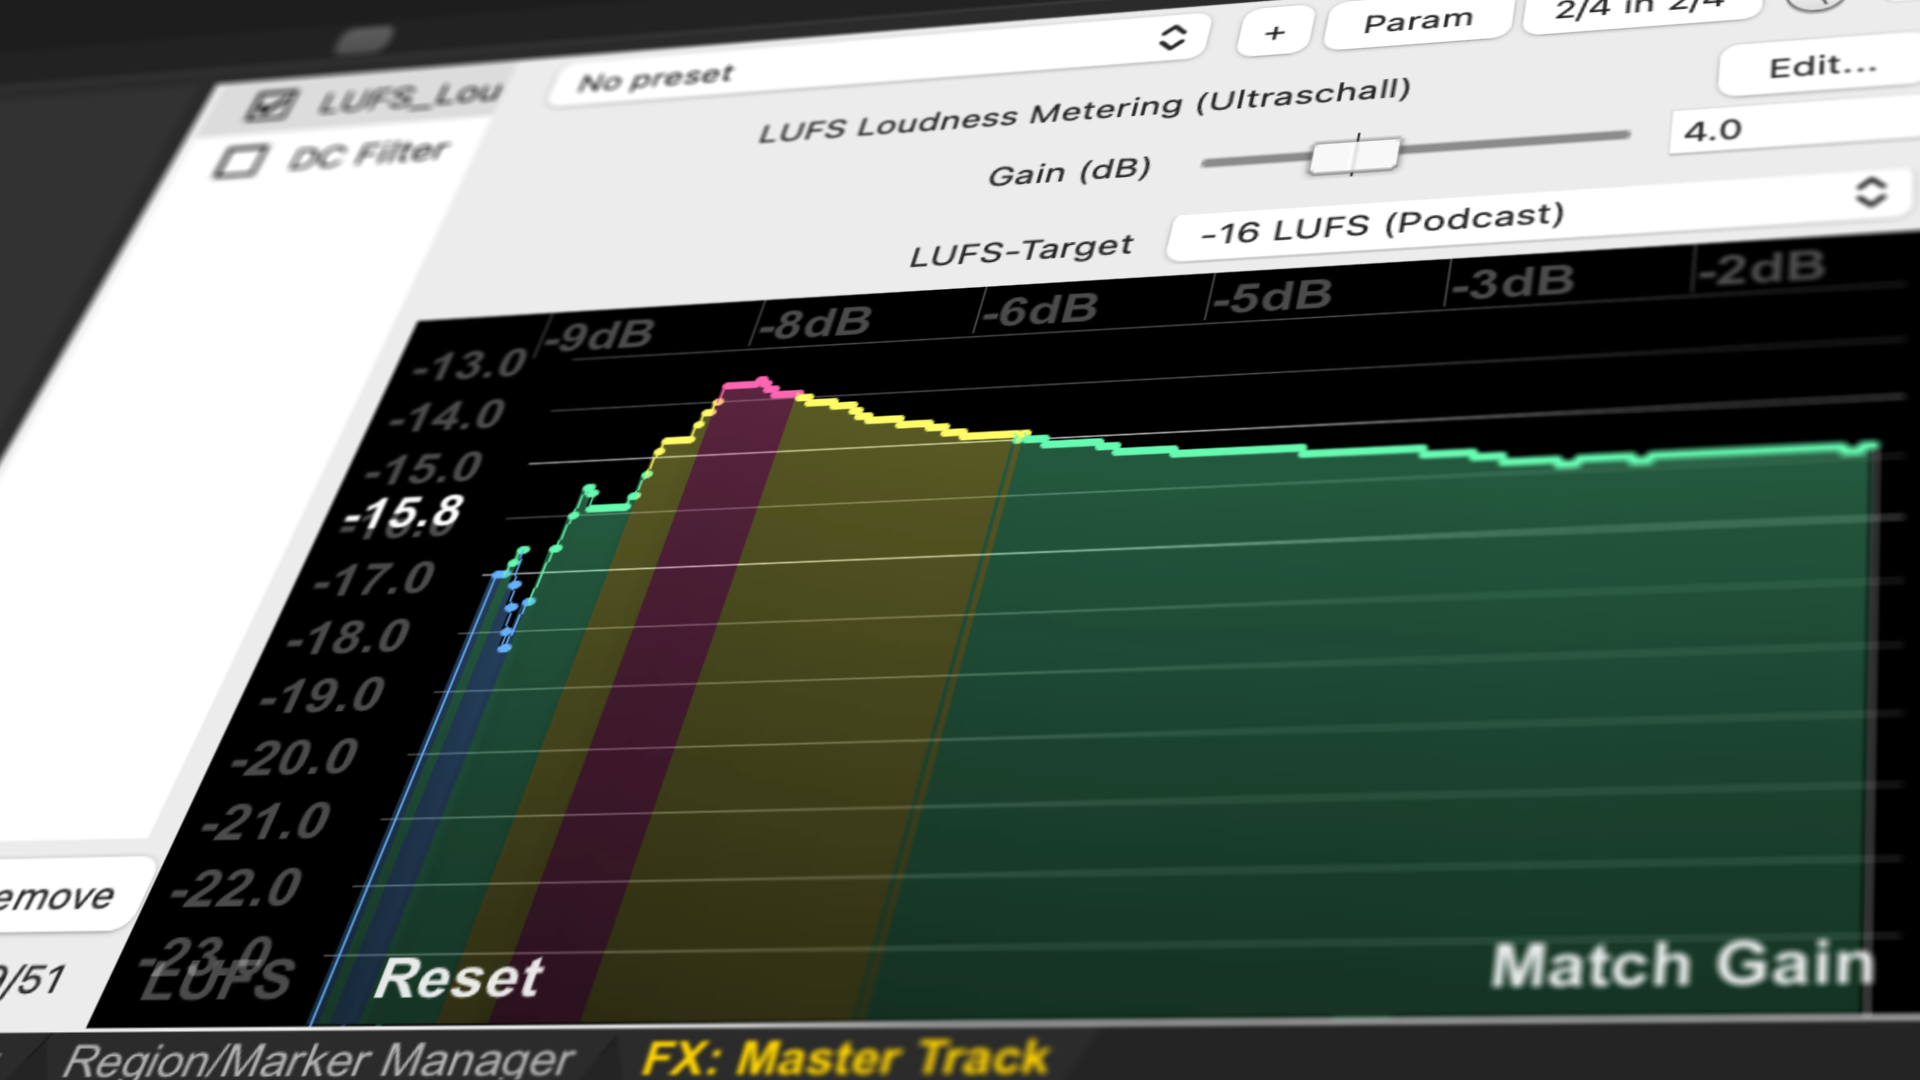 No preset
+
Param
2/4 in 2/4
LUFS_Lou
DC Filter
Edit...
LUFS Loudness Metering (Ultraschall)
Gain (dB)
4.0
LUFS-Target
-16 LUFS (Podcast)
-9dB
-8dB
-6dB
-5dB
-3dB
-2dB
-13.0
-14.0
-15.0
-15.8
-17.0
-18.0
-19.0
-20.0
-21.0
-22.0
-23.0
LUFS
emove
/51
Reset
Match Gain
Region/Marker Manager
FX: Master Track